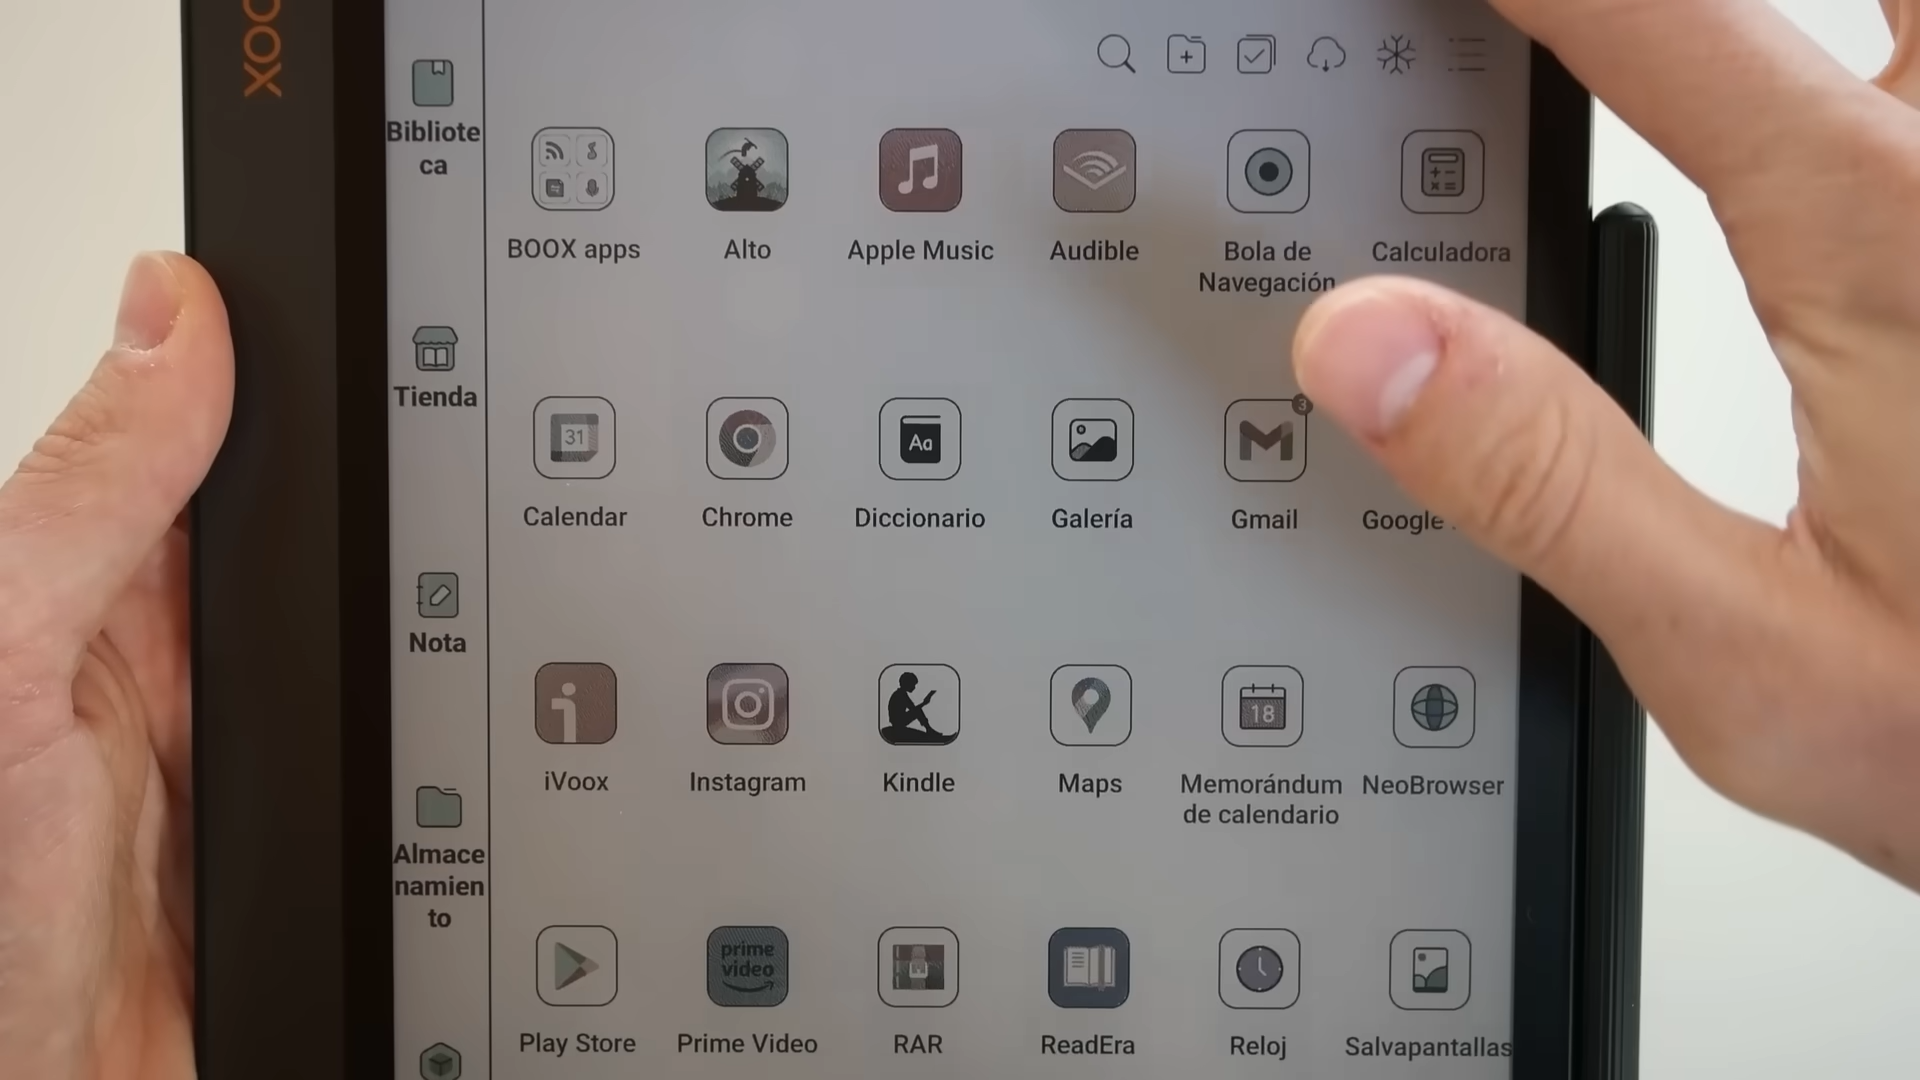 BOOX
Bibliote
ca
Tienda
Nota
Almace
namien
to
BOOX apps
Alto
Apple Music
Audible
Bola de
Navegación
Calculadora
31
Aa
3
Calendar
Chrome
Diccionario
Galería
Gmail
Google
18
iVoox
Instagram
Kindle
Maps
Memorándum
de calendario
NeoBrowser
prime
video
Play Store
Prime Video
RAR
ReadEra
Reloj
Salvapantallas